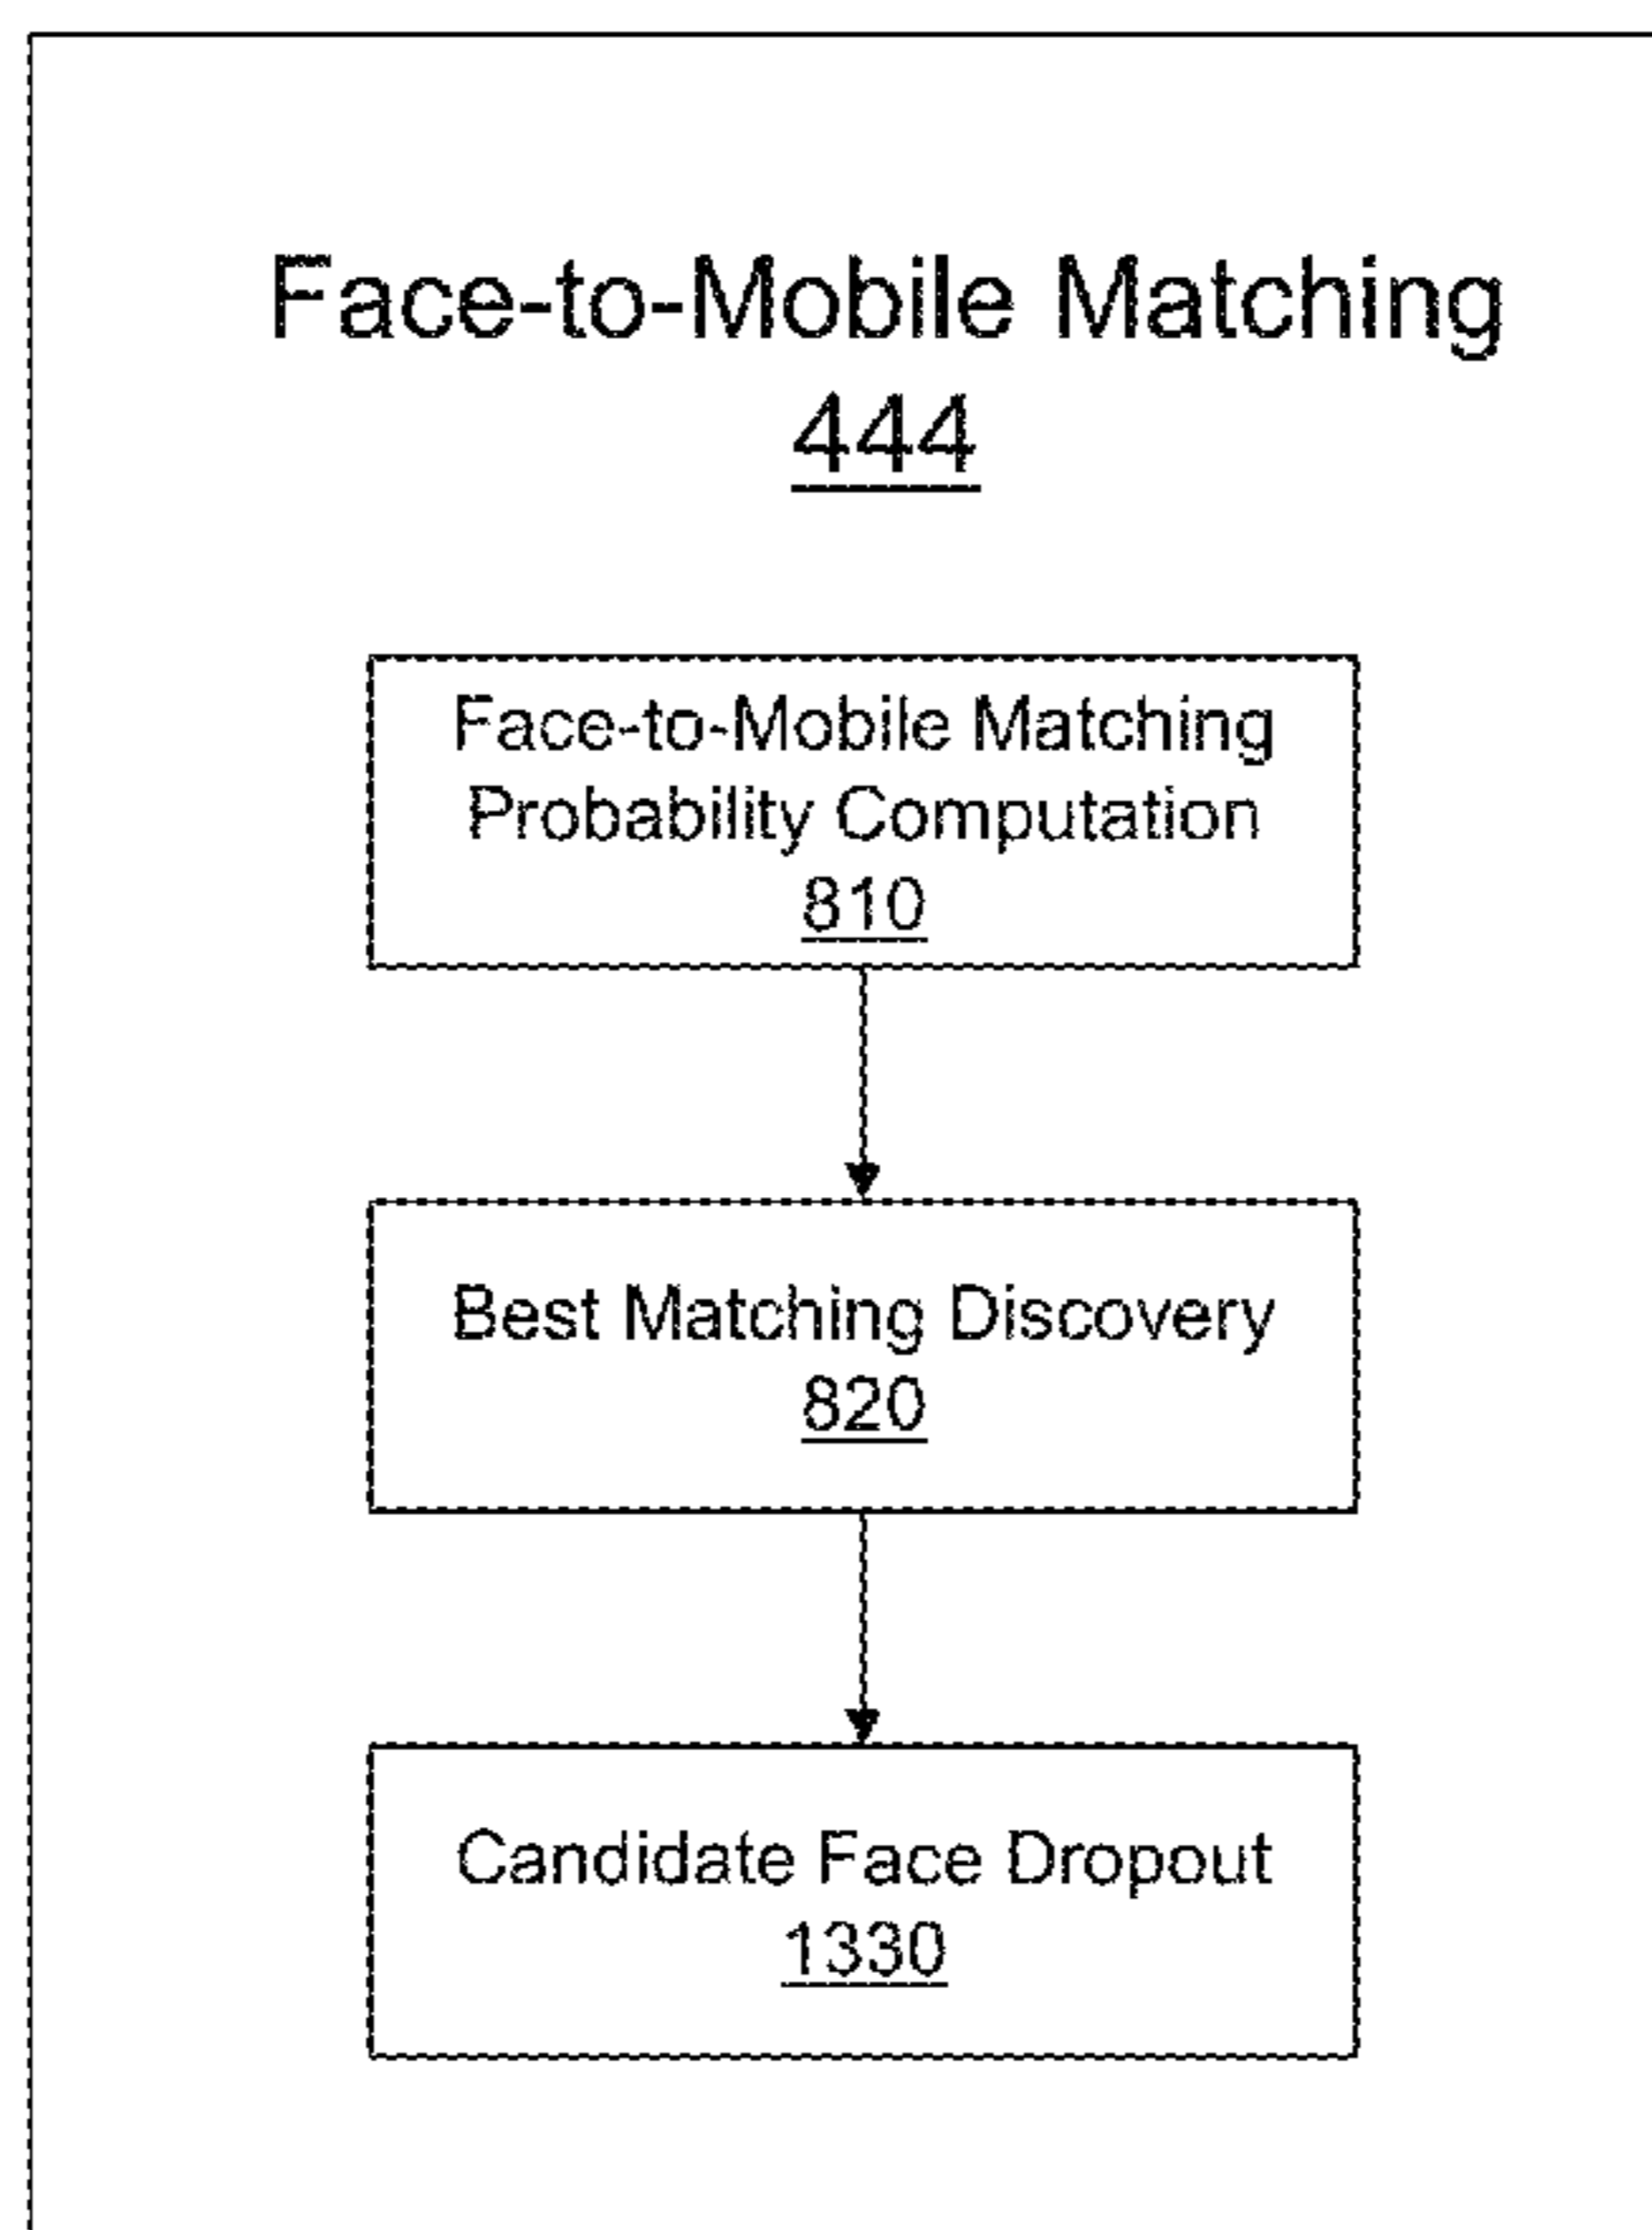 Face-to-Mobile Matching
444
Face-to-Mobile Matching
Probability Computation
810
Best Matching Discovery
820
Candidate Face Dropout
1330